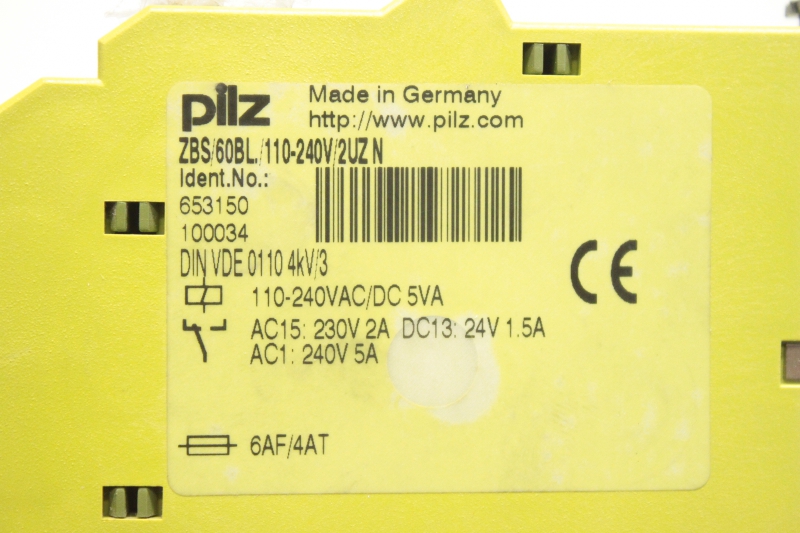 pilz
Made in Germany
http://www.pilz.com
ZBS/60BL./110-240V/2UZ N
Ident.No.:
653150
100034
DIN VDE 0110 4kV/3
CE
110-240VAC/DC 5VA
AC15: 230V 2A DC13: 24V 1.5A
AC1: 240V 5A
6AF/4AT